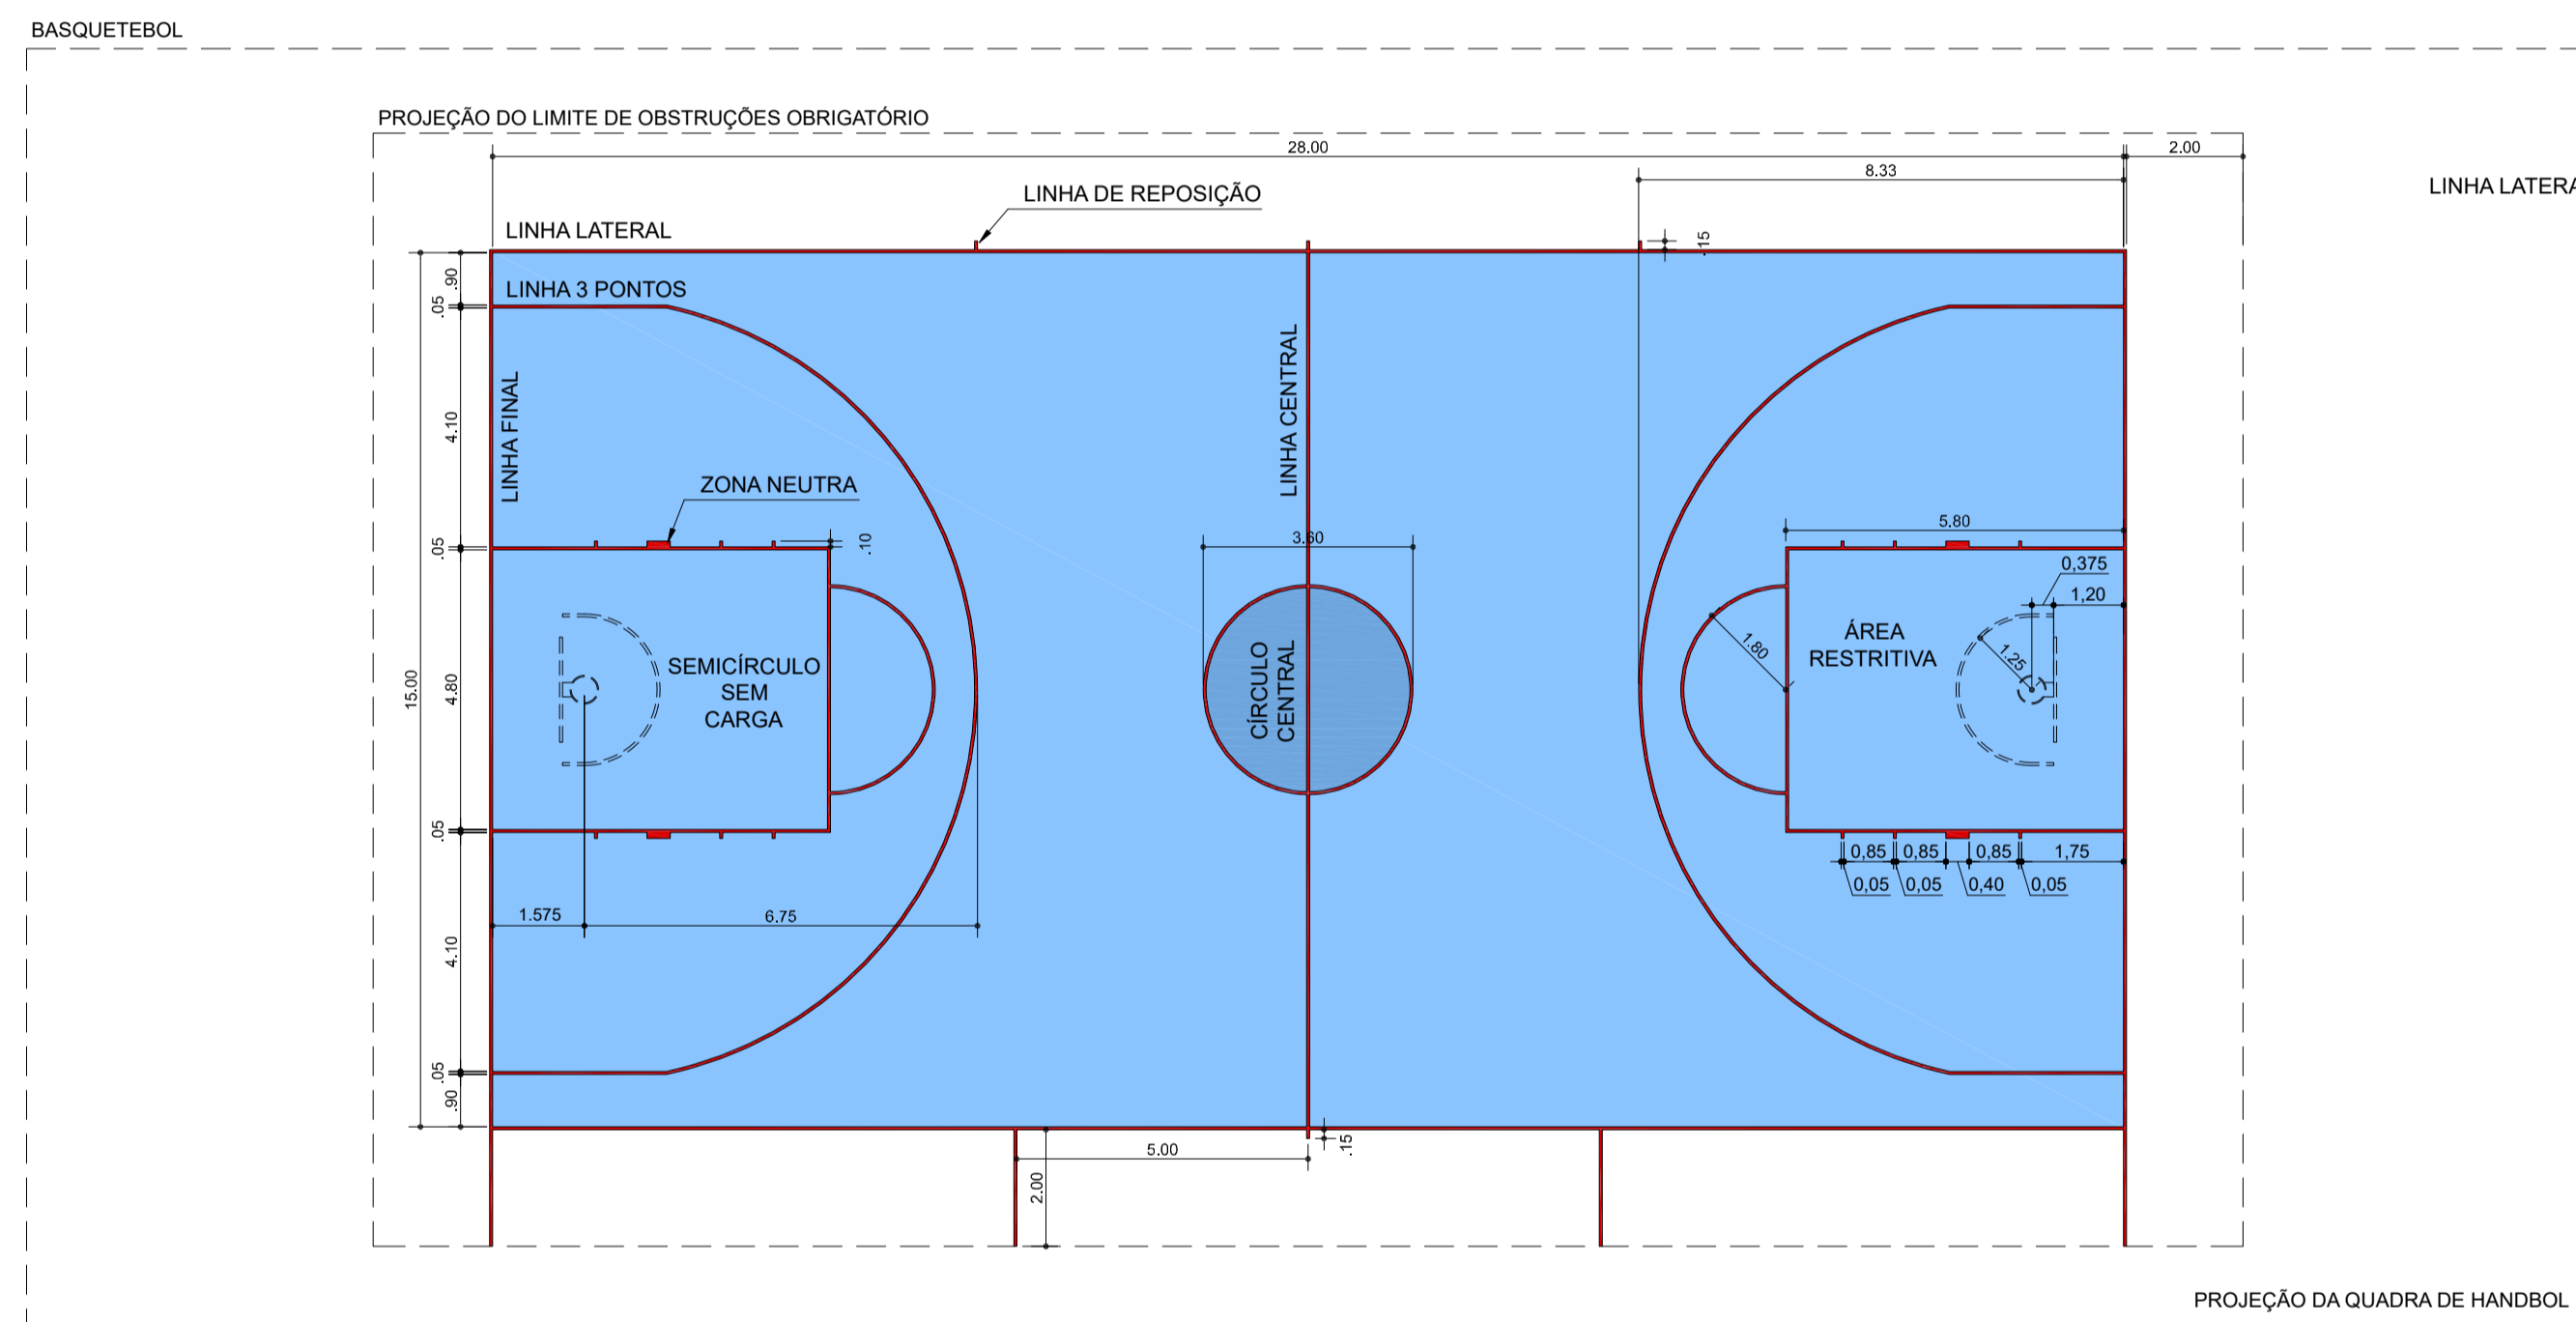 BASQUETEBOL
PROJEÇÃO DO LIMITE DE OBSTRUÇÕES OBRIGATÓRIO
28.00
2.00
8.33
LINHA DE REPOSIÇÃO
LINHA LATERA
LINHA LATERAL
.15
.90
LINHA 3 PONTOS
.05
LINHA FINAL
LINHA CENTRAL
4.10
ZONA NEUTRA
.05
.10
3.60
5.80
0,375
1,20
15.00
4.80
SEMICÍRCULO
SEM
CARGA
CÍRCULO
CENTRAL
1.80
ÁREA
RESTRITIVA
1.25
.05
0,85
0,85
0,85
1,75
0,05
0,05
0,40
0,05
1.575
6.75
4.10
.05
.90
5.00
.15
2.00
PROJEÇÃO DA QUADRA DE HANDBOL